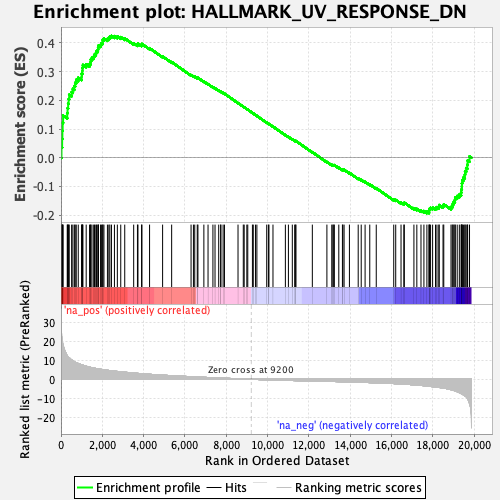 Enrichment plot: HALLMARK_UV_RESPONSE_DN
Enrichment score (ES)
0.4
0.3
0.2
0.1
0.0
-0.1
-0.2
'na_pos' (positively correlated)
Ranked list metric (PreRanked)
30
20
10
0
-10
-20
Zero cross at 9200
'na_neg' (negatively correlated)
0
2,000
4,000
6,000
8,000
10,000
12,000
14,000
16,000
18,000
20,000
Rank in Ordered Dataset
Enrichment profile
Hits
Ranking metric scores